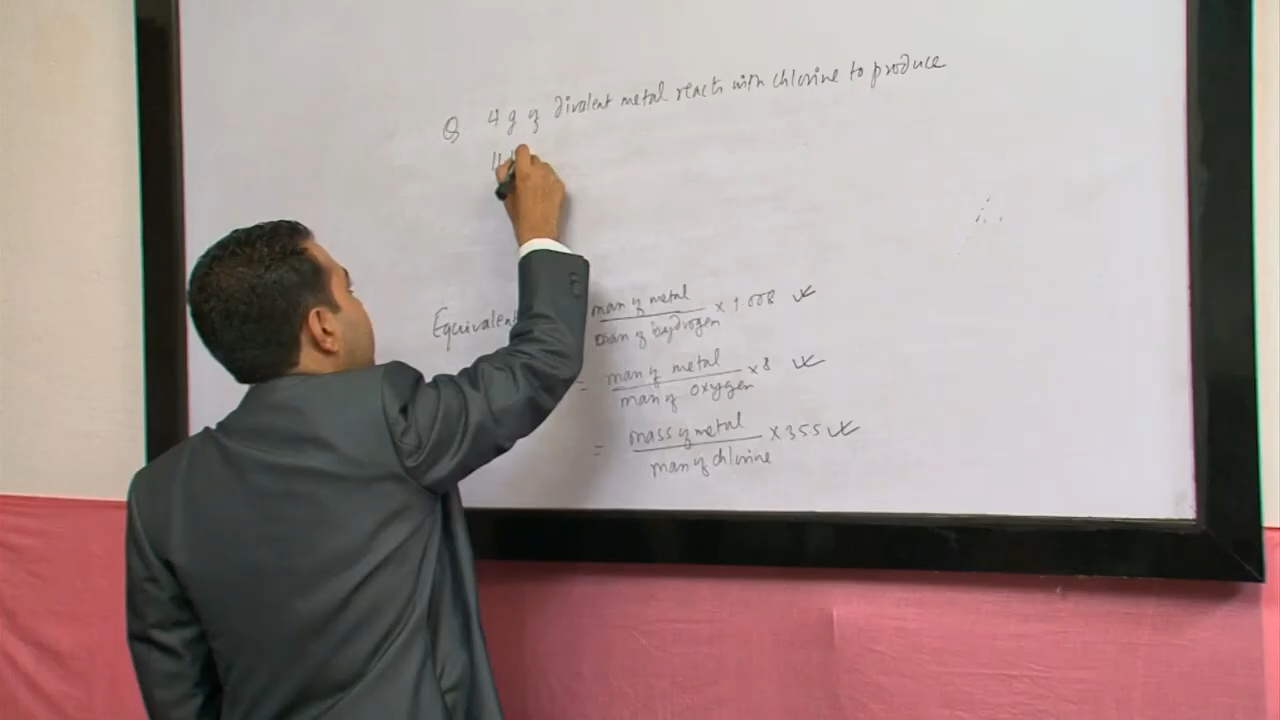 Q 4 g of divalent metal reacts with chlorine to produce
11
Equivalent
mass of metal / mass of hydrogen × 1.008
= mass of metal / mass of oxygen × 8
= mass of metal / mass of chlorine × 35.5